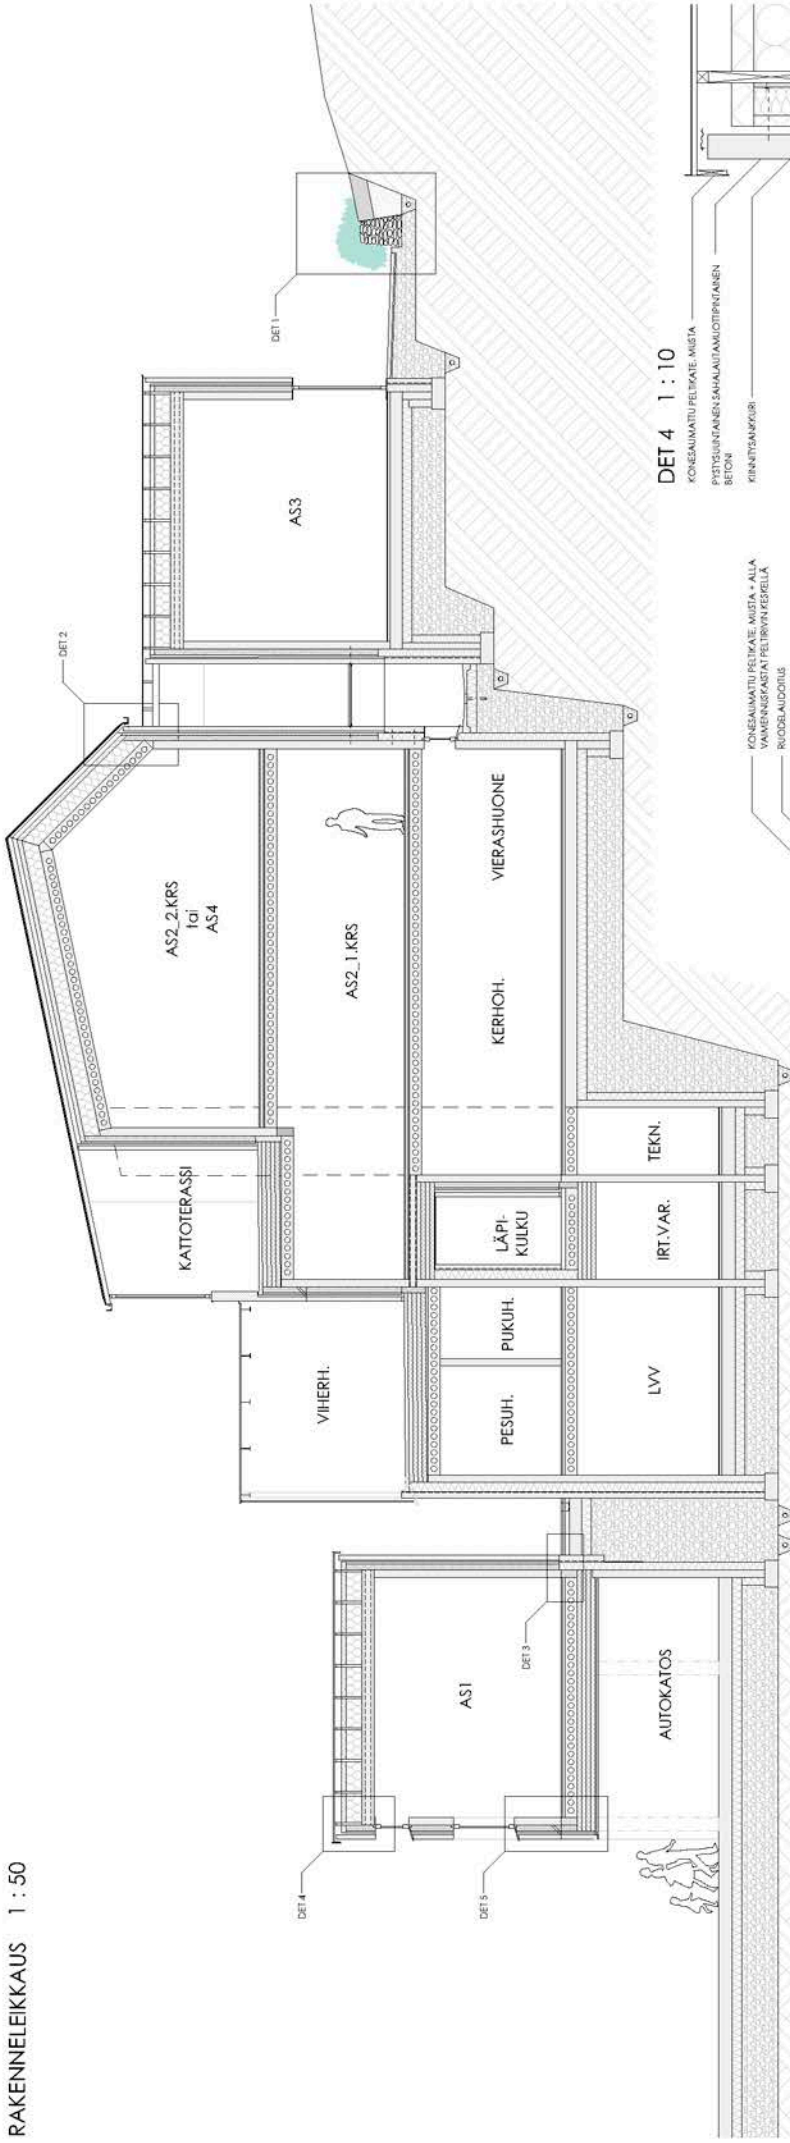 RAKENNELEIKKAUS 1 : 50
DET 1
DET 2
AS3
AS2_2.KRS
tai
AS4
AS2_1.KRS
KATTOTERASSI
VIHERH.
KERHOH.
VIERASHUONE
LÄPI-
KULKU
PUKUH.
PESUH.
TEKN.
IRT.VAR.
LVV
DET 3
DET 4
DET 5
AS1
AUTOKATOS
DET 4 1 : 10
KONESAUMATTU PELTIKATE, MUSTA
PYSTYSUUNTAINEN SAHALAUTAMUOTTIPINTAINEN
BETONI
KIINNITYSANKKURI
KONESAUMATTU PELTIKATE, MUSTA + ALLA
VAIMENNUSKAISTAT PELTIRIVIN KESKELLÄ
RUODELAUDOITUS